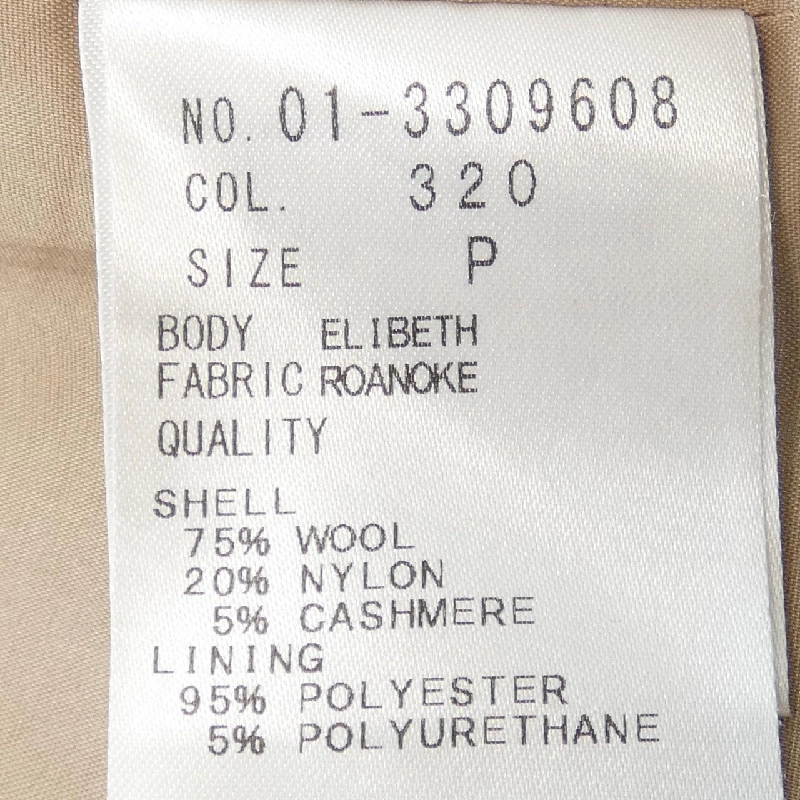 NO. 01-3309608
COL. 320
SIZE P
BODY ELIBETH
FABRIC ROANOKE
QUALITY
SHELL
75% WOOL
20% NYLON
5% CASHMERE
LINING
95% POLYESTER
5% POLYURETHANE